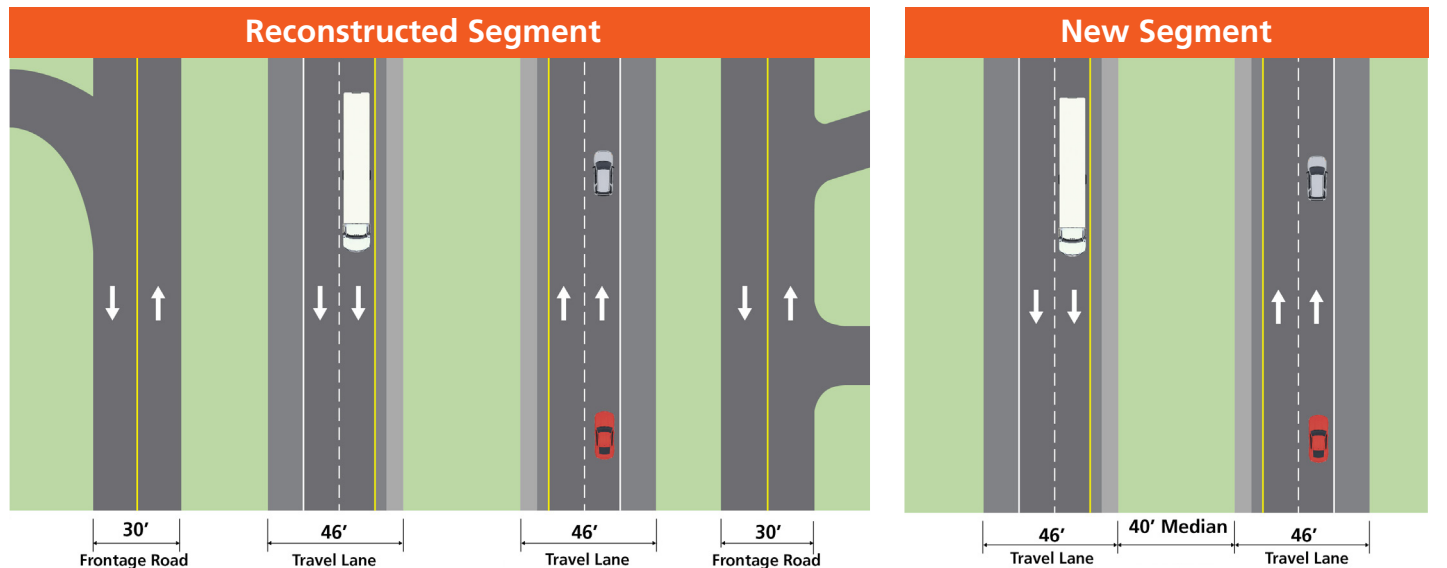 Reconstructed Segment
New Segment
30’
Frontage Road
46’
Travel Lane
46’
Travel Lane
30’
Frontage Road
46’
Travel Lane
40’ Median
46’
Travel Lane